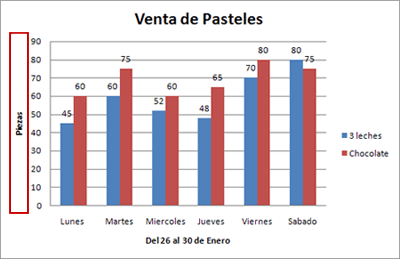 Venta de Pasteles
Piezas
90
80
70
60
50
40
30
20
10
0
45 60 60 75 52 60 48 65 70 80 80 75
Lunes Martes Miercoles Jueves Viernes Sabado
Del 26 al 30 de Enero
3 leches
Chocolate